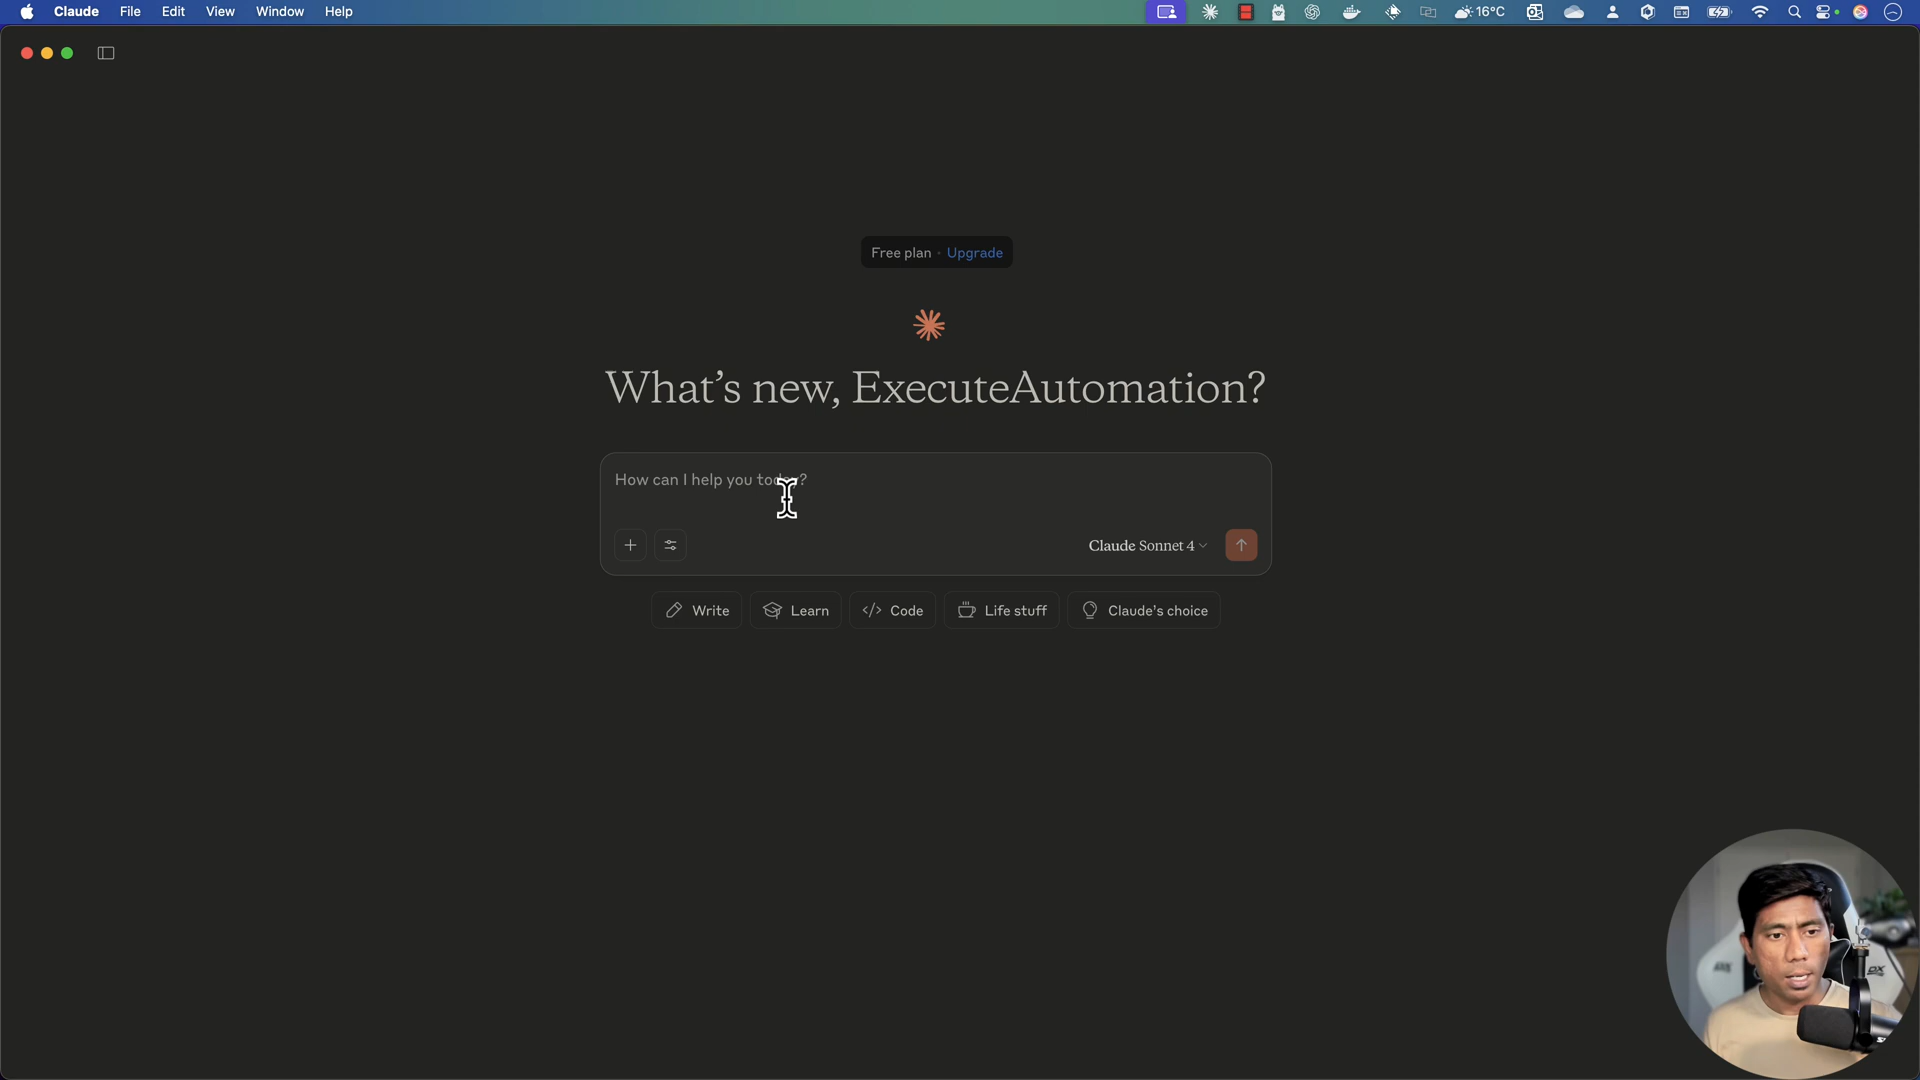 Claude File Edit View Window Help 16°C
Free plan · Upgrade
What's new, ExecuteAutomation?
How can I help you today?
Claude Sonnet 4
Write Learn Code Life stuff Claude's choice